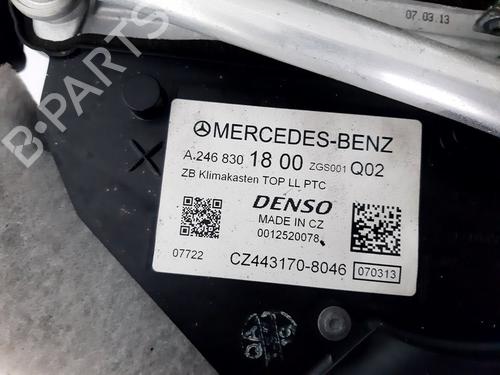 07.03.13
B-PARTS
MERCEDES-BENZ
A 246 830 18 00 ZGS001 Q02
ZB Klimakasten TOP LL PTC
DENSO
MADE IN CZ
0012520078
07722 CZ443170-8046 070313